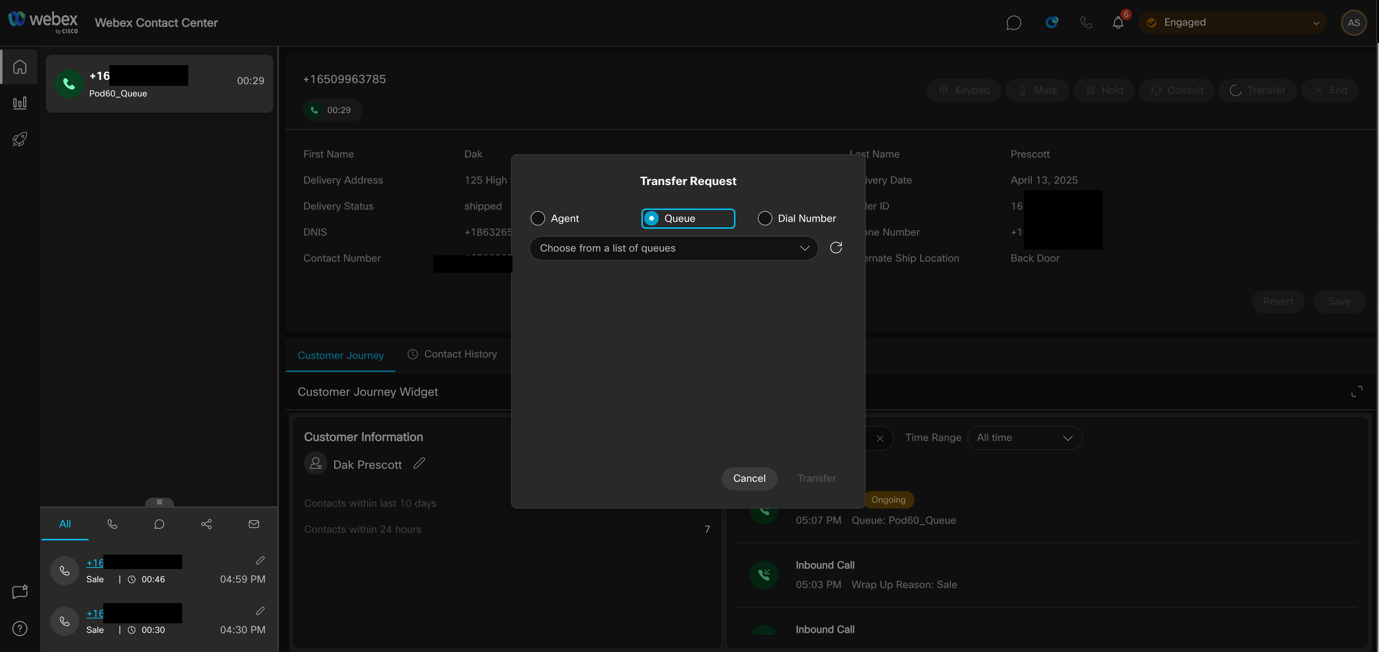 webex
by CISCO
Webex Contact Center
6
Engaged
AS
+16
00:29
Pod60_Queue
+16509963785
00:29
Keypad
Mute
Hold
Consult
Transfer
End
First Name
Dak
Last Name
Prescott
Delivery Address
125 High
ivery Date
April 13, 2025
Delivery Status
shipped
ler ID
16
DNIS
+1863265
one Number
+1
Contact Number
ernate Ship Location
Back Door
Revert
Save
Transfer Request
Agent
Queue
Dial Number
Choose from a list of queues
Cancel
Transfer
Customer Journey
Contact History
Customer Journey Widget
Customer Information
Dak Prescott
Contacts within last 10 days
Contacts within 24 hours
7
Time Range
All time
Ongoing
05:07 PM Queue: Pod60_Queue
Inbound Call
05:03 PM Wrap Up Reason: Sale
Inbound Call
All
+16
Sale | 00:46
04:59 PM
+16
Sale | 00:30
04:30 PM